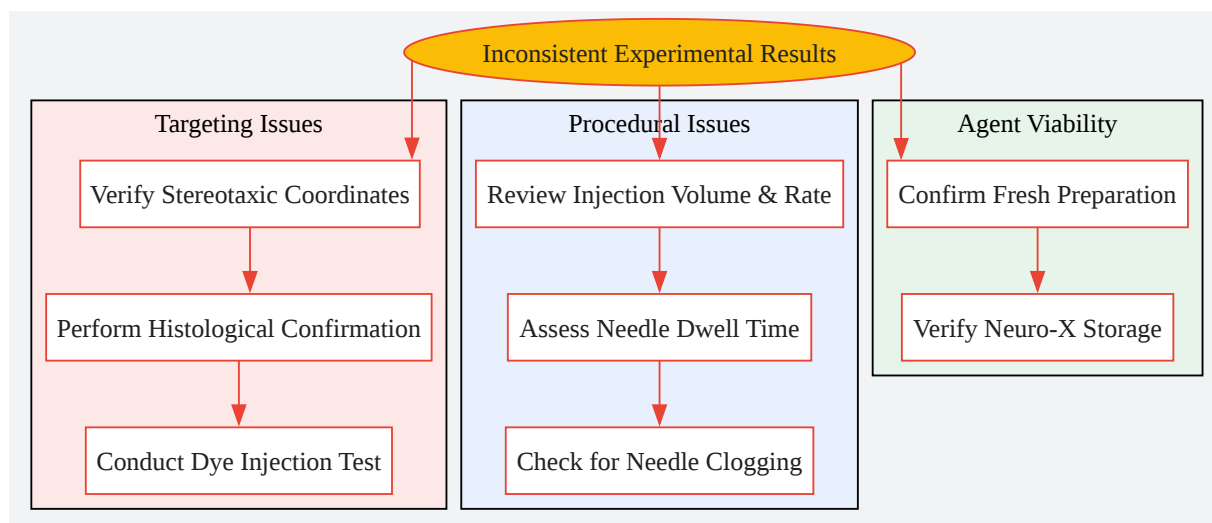 Inconsistent Experimental Results
Targeting Issues
Verify Stereotaxic Coordinates
Perform Histological Confirmation
Conduct Dye Injection Test
Procedural Issues
Review Injection Volume & Rate
Assess Needle Dwell Time
Check for Needle Clogging
Agent Viability
Confirm Fresh Preparation
Verify Neuro-X Storage